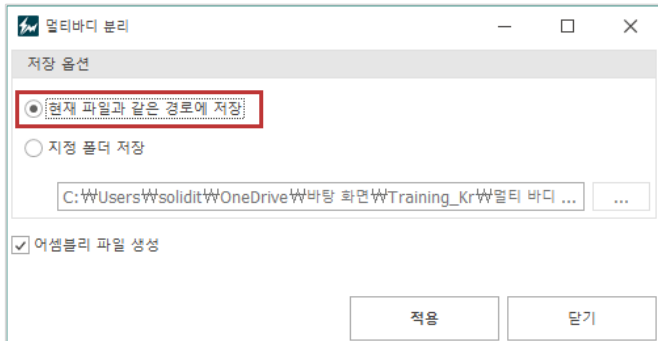 멀티바디 분리
저장 옵션
현재 파일과 같은 경로에 저장
지정 폴더 저장
C:₩Users₩solidit₩OneDrive₩바탕 화면₩Training_Kr₩멀티 바디 ... ...
어셈블리 파일 생성
적용 닫기